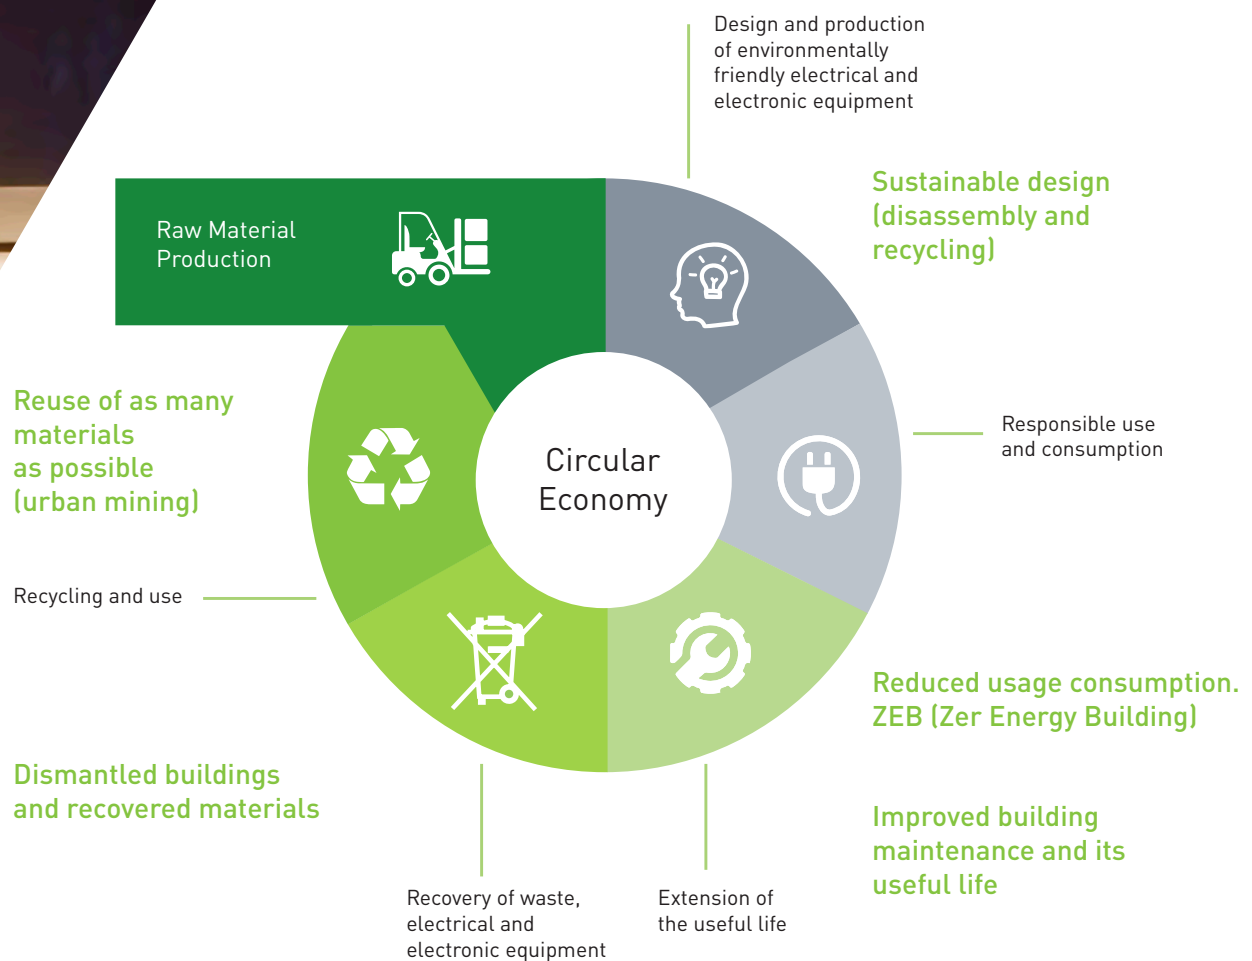 Design and production
of environmentally
friendly electrical and
electronic equipment
Sustainable design
(disassembly and
recycling)
Raw Material
Production
Reuse of as many
materials
as possible
(urban mining)
Circular
Economy
Responsible use
and consumption
Recycling and use
Reduced usage consumption.
ZEB (Zer Energy Building)
Dismantled buildings
and recovered materials
Improved building
maintenance and its
useful life
Recovery of waste,
electrical and
electronic equipment
Extension of
the useful life